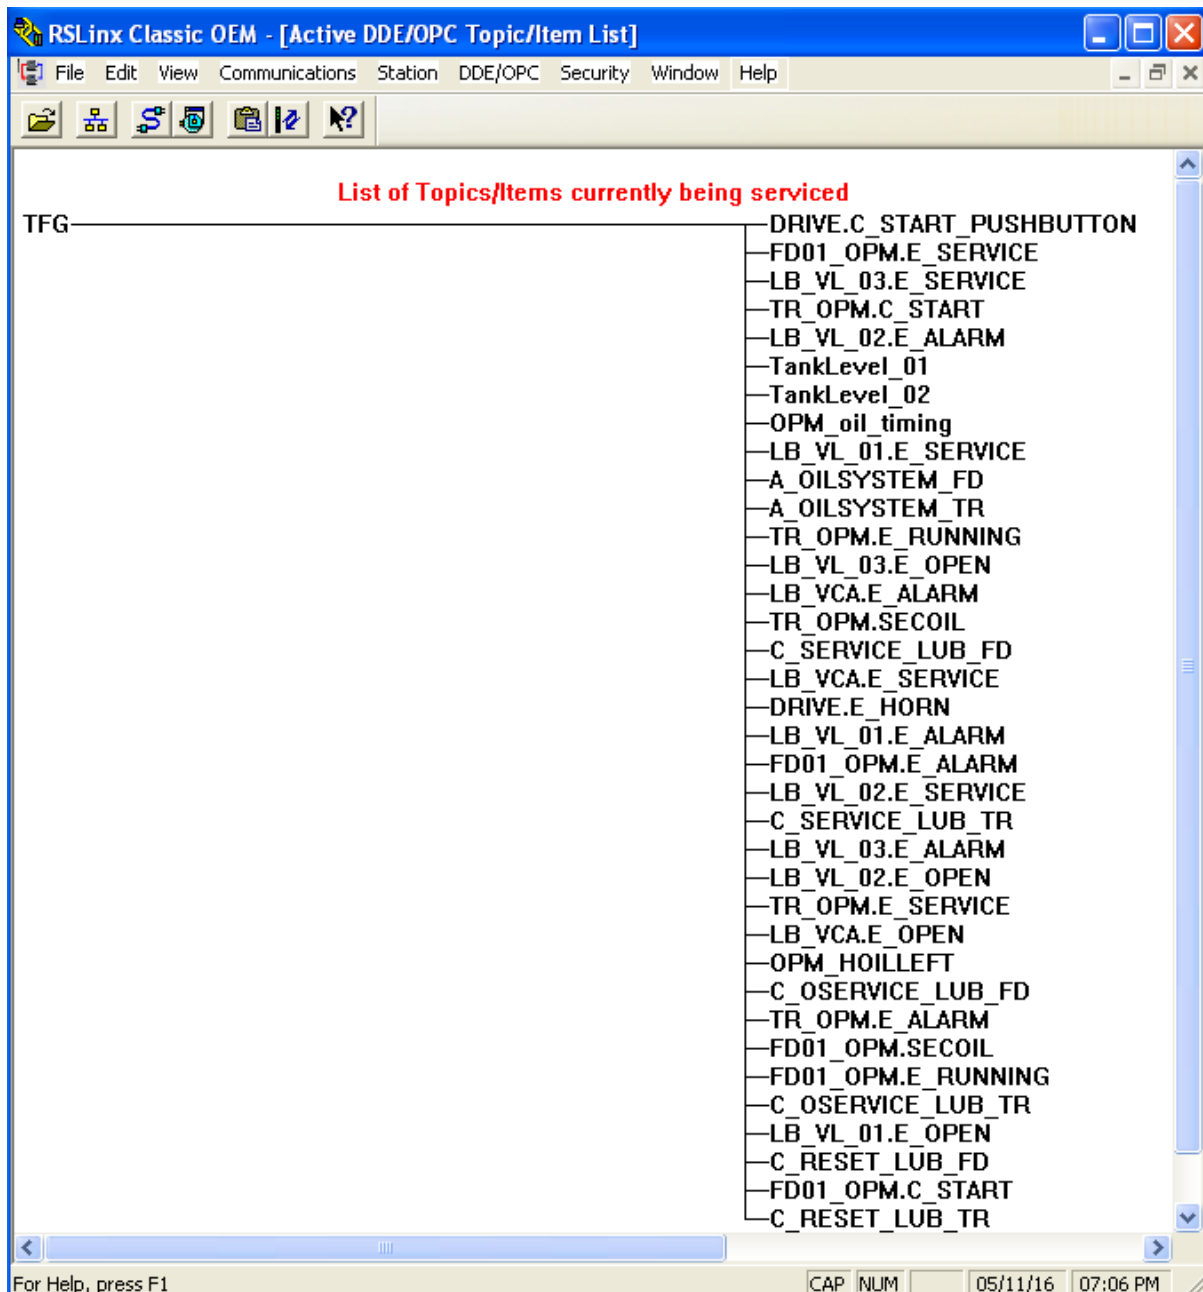 RSLinx Classic OEM - [Active DDE/OPC Topic/Item List]
File Edit View Communications Station DDE/OPC Security Window Help
List of Topics/Items currently being serviced
TFG DRIVE.C_START_PUSHBUTTON
FD01_OPM.E_SERVICE
LB_VL_03.E_SERVICE
TR_OPM.C_START
LB_VL_02.E_ALARM
TankLevel_01
TankLevel_02
OPM_oil_timing
LB_VL_01.E_SERVICE
A_OILSYSTEM_FD
A_OILSYSTEM_TR
TR_OPM.E_RUNNING
LB_VL_03.E_OPEN
LB_VCA.E_ALARM
TR_OPM.SECOIL
C_SERVICE_LUB_FD
LB_VCA.E_SERVICE
DRIVE.E_HORN
LB_VL_01.E_ALARM
FD01_OPM.E_ALARM
LB_VL_02.E_SERVICE
C_SERVICE_LUB_TR
LB_VL_03.E_ALARM
LB_VL_02.E_OPEN
TR_OPM.E_SERVICE
LB_VCA.E_OPEN
OPM_HOILLEFT
C_OSERVICE_LUB_FD
TR_OPM.E_ALARM
FD01_OPM.SECOIL
FD01_OPM.E_RUNNING
C_OSERVICE_LUB_TR
LB_VL_01.E_OPEN
C_RESET_LUB_FD
FD01_OPM.C_START
C_RESET_LUB_TR
For Help, press F1 CAP NUM 05/11/16 07:06 PM